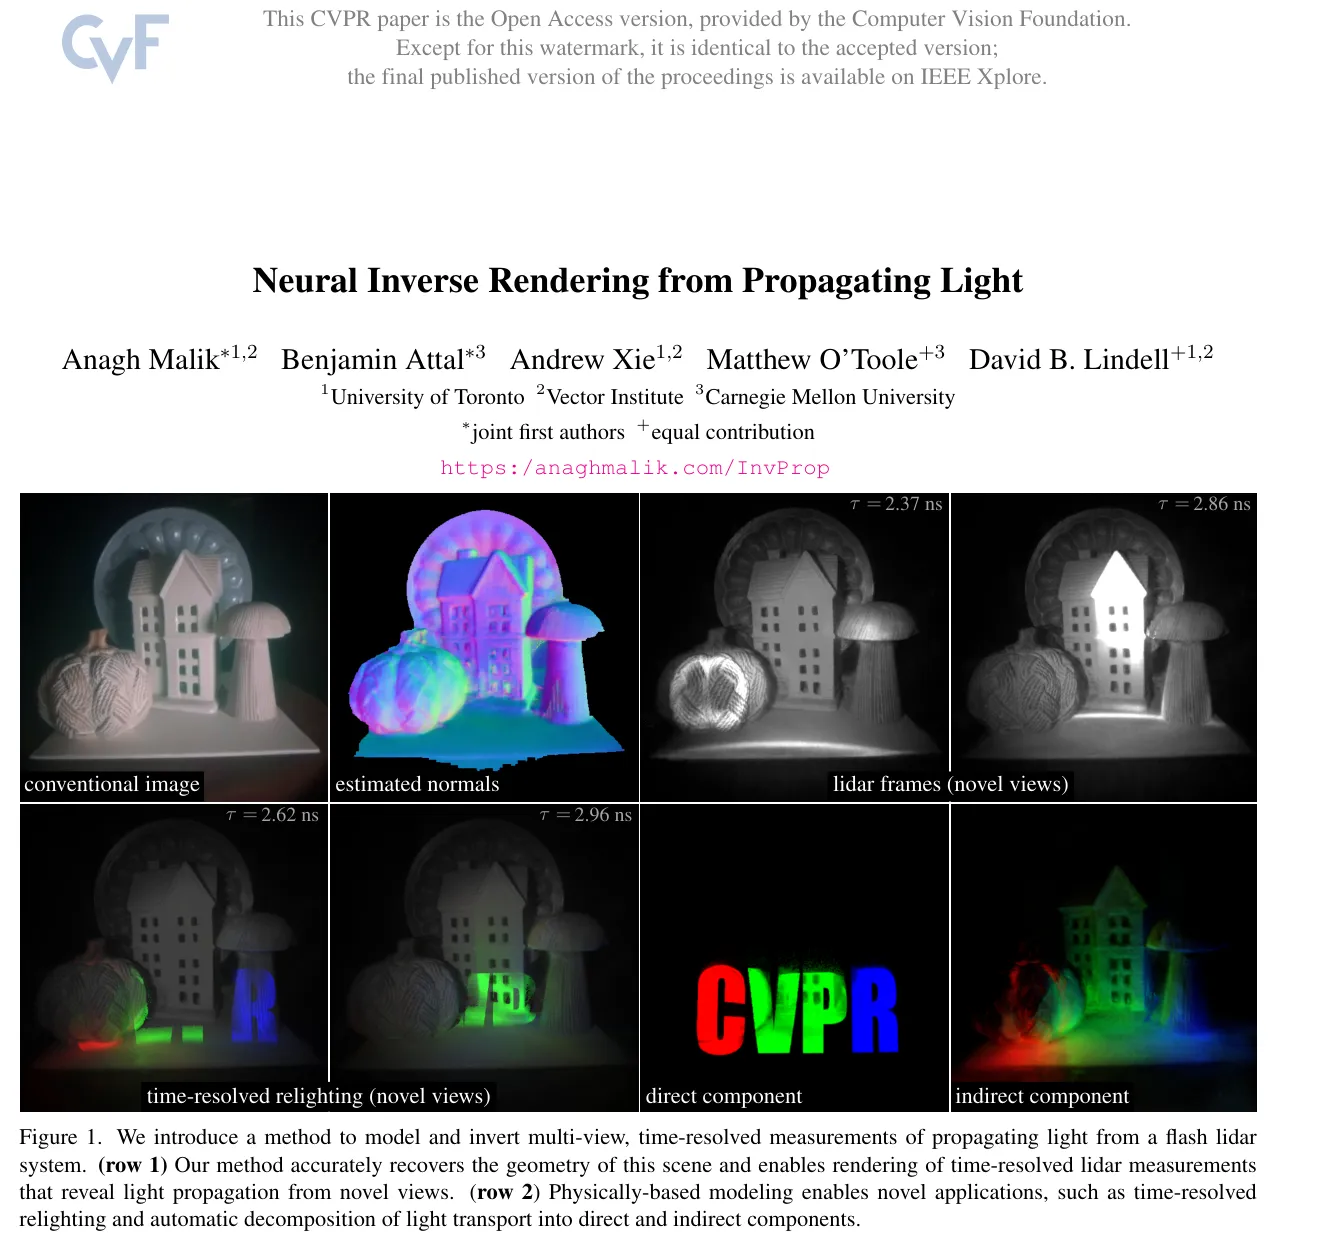 CVF
This CVPR paper is the Open Access version, provided by the Computer Vision Foundation.
Except for this watermark, it is identical to the accepted version;
the final published version of the proceedings is available on IEEE Xplore.
Neural Inverse Rendering from Propagating Light
Anagh Malik*1,2 Benjamin Attal*3 Andrew Xie1,2 Matthew O'Toole+3 David B. Lindell+1,2
1University of Toronto 2Vector Institute 3Carnegie Mellon University
*joint first authors +equal contribution
https:/anaghmalik.com/InvProp
τ = 2.37 ns
τ = 2.86 ns
conventional image
estimated normals
lidar frames (novel views)
τ = 2.62 ns
τ = 2.96 ns
R
P
CVPR
time-resolved relighting (novel views)
direct component
indirect component
Figure 1. We introduce a method to model and invert multi-view, time-resolved measurements of propagating light from a flash lidar
system. (row 1) Our method accurately recovers the geometry of this scene and enables rendering of time-resolved lidar measurements
that reveal light propagation from novel views. (row 2) Physically-based modeling enables novel applications, such as time-resolved
relighting and automatic decomposition of light transport into direct and indirect components.